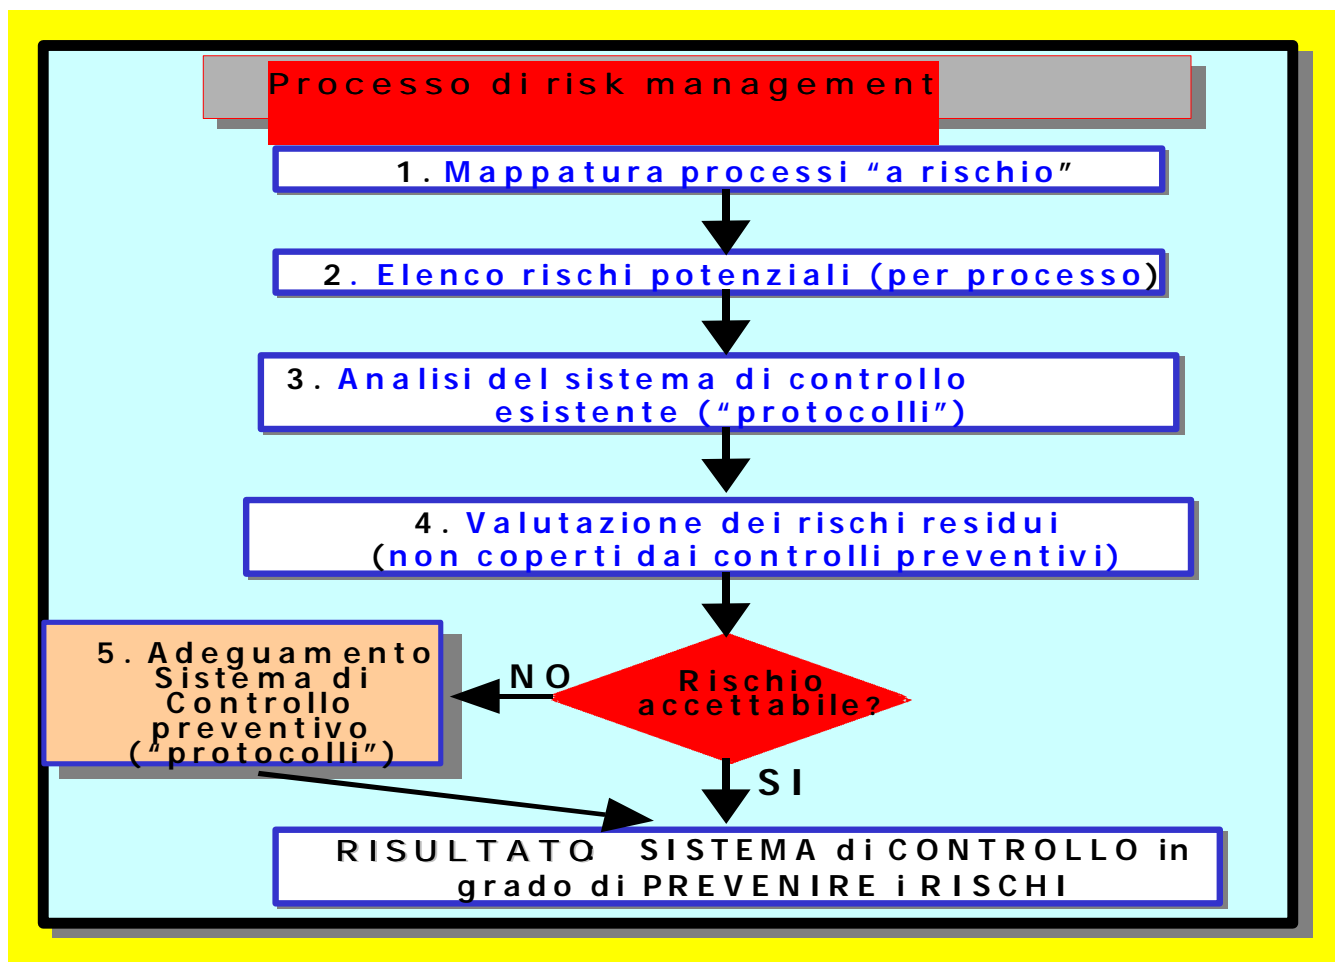 Processo di risk management
1. Mappatura processi “a rischio”
2. Elenco rischi potenziali (per processo)
3. Analisi del sistema di controllo
esistente (“protocolli”)
4. Valutazione dei rischi residui
(non coperti dai controlli preventivi)
5. Adeguamento
Sistema di
Controllo
preventivo
(“protocolli”)
NO
Rischio
accettabile?
SI
RISULTATO: SISTEMA di CONTROLLO in
grado di PREVENIRE i RISCHI